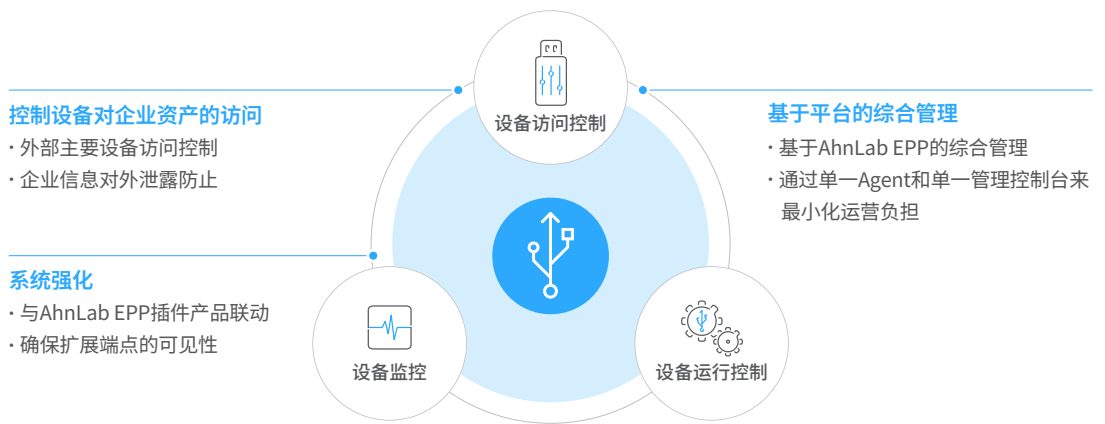 设备访问控制
控制设备对企业资产的访问
· 外部主要设备访问控制
· 企业信息对外泄露防止
基于平台的综合管理
· 基于AhnLab EPP的综合管理
· 通过单一Agent和单一管理控制台来
最小化运营负担
系统强化
· 与AhnLab EPP插件产品联动
· 确保扩展端点的可见性
设备监控
设备运行控制